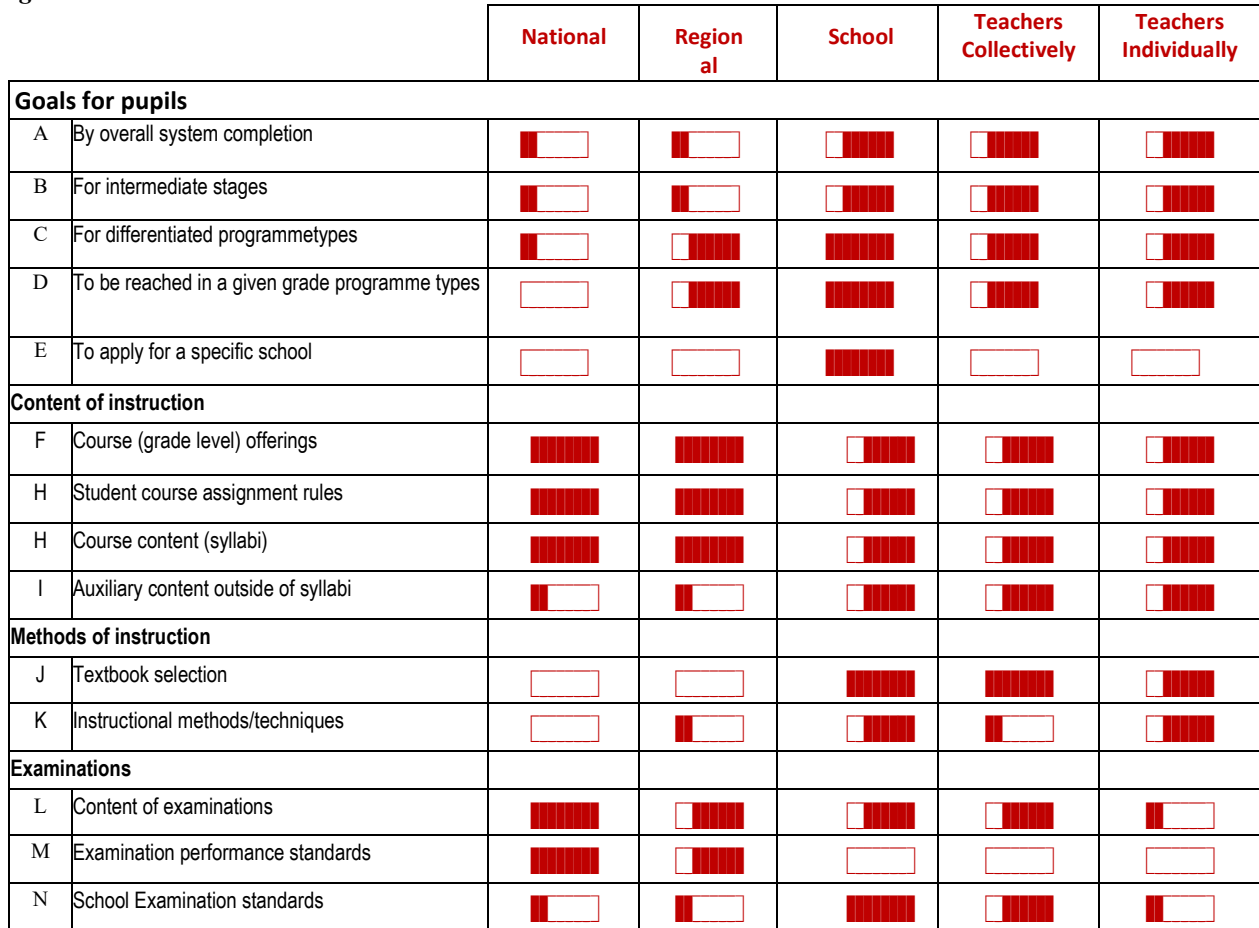 g
National Region School Teachers Teachers
al Collectively Individually
Goals for pupils
A By overall system completion
B For intermediate stages
C For differentiated programmetypes
D To be reached in a given grade programme types
E To apply for a specific school
Content of instruction
F Course (grade level) offerings
H Student course assignment rules
H Course content (syllabi)
I Auxiliary content outside of syllabi
Methods of instruction
J Textbook selection
K Instructional methods/techniques
Examinations
L Content of examinations
M Examination performance standards
N School Examination standards